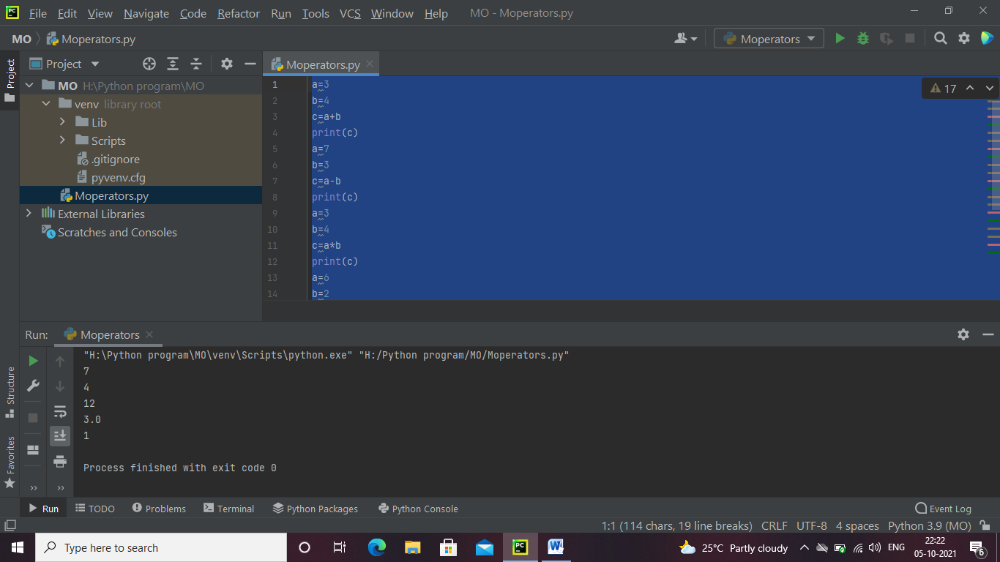 PC File Edit View Navigate Code Refactor Run Tools VCS Window Help MO - Moperators.py
MO Moperators.py Moperators
Project
Project
Moperators.py
MO H:\Python program\MO
venv library root
Lib
Scripts
.gitignore
pyvenv.cfg
Moperators.py
External Libraries
Scratches and Consoles
17
1 a=3
2 b=4
3 c=a+b
4 print(c)
5 a=7
6 b=3
7 c=a-b
8 print(c)
9 a=3
10 b=4
11 c=a*b
12 print(c)
13 a=6
14 b=2
Run: Moperators
"H:\Python program\MO\venv\Scripts\python.exe" "H:/Python program/MO/Moperators.py"
7
4
12
3.0
1
Process finished with exit code 0
Structure
Favorites
Run TODO Problems Terminal Python Packages Python Console Event Log
1:1 (114 chars, 19 line breaks) CRLF UTF-8 4 spaces Python 3.9 (MO)
Type here to search
PC
W
25°C Partly cloudy ENG
22:22
05-10-2021
6